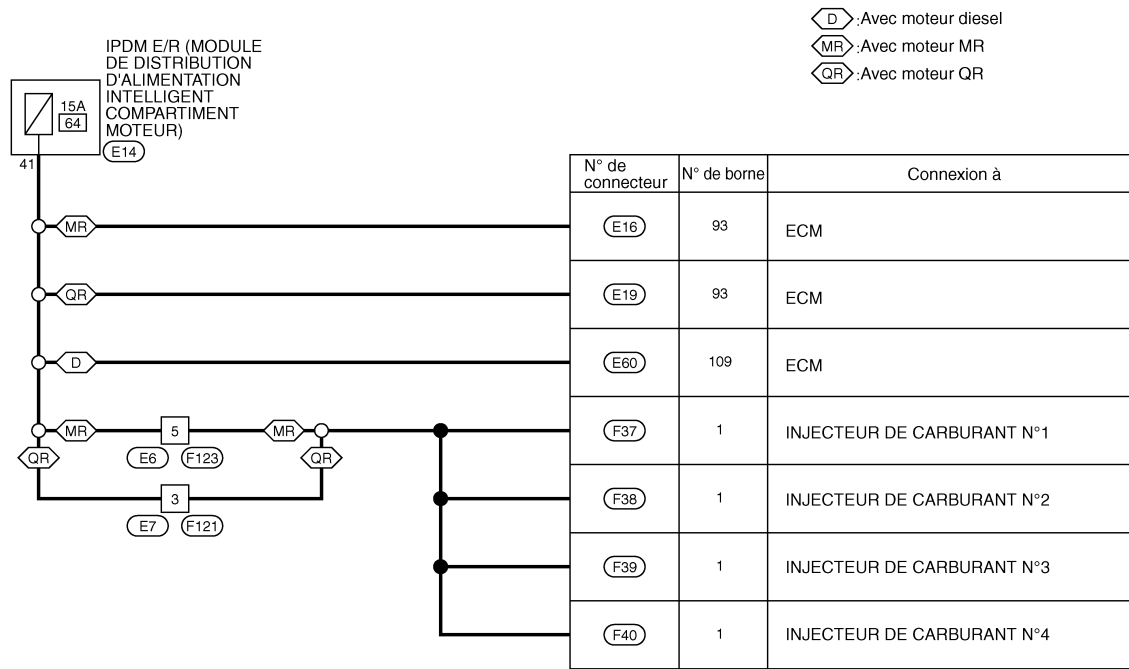 D :Avec moteur diesel
MR :Avec moteur MR
QR :Avec moteur QR
IPDM E/R (MODULE
DE DISTRIBUTION
D'ALIMENTATION
INTELLIGENT
COMPARTIMENT
MOTEUR)
E14
15A
64
41
N° de
connecteur
N° de borne
Connexion à
MR
E16 93 ECM
QR
E19 93 ECM
D
E60 109 ECM
MR 5 MR
E6 F123
F37 1 INJECTEUR DE CARBURANT N°1
QR QR
3
E7 F121
F38 1 INJECTEUR DE CARBURANT N°2
F39 1 INJECTEUR DE CARBURANT N°3
F40 1 INJECTEUR DE CARBURANT N°4